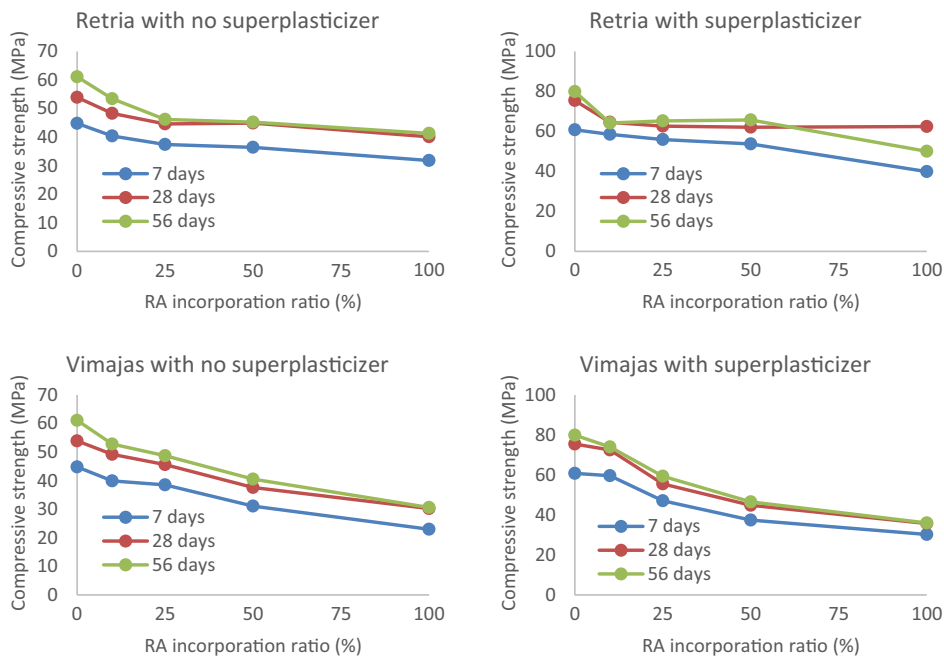 Retria with no superplasticizer
Compressive strength (MPa)
70
60
50
40
30
20
10
0
7 days
28 days
56 days
0 25 50 75 100
RA incorporation ratio (%)
Retria with superplasticizer
Compressive strength (MPa)
100
80
60
40
20
0
7 days
28 days
56 days
0 25 50 75 100
RA incorporation ratio (%)
Vimajas with no superplasticizer
Compressive strength (MPa)
70
60
50
40
30
20
10
0
7 days
28 days
56 days
0 25 50 75 100
RA incorporation ratio (%)
Vimajas with superplasticizer
Compressive strength (MPa)
100
80
60
40
20
0
7 days
28 days
56 days
0 25 50 75 100
RA incorporation ratio (%)